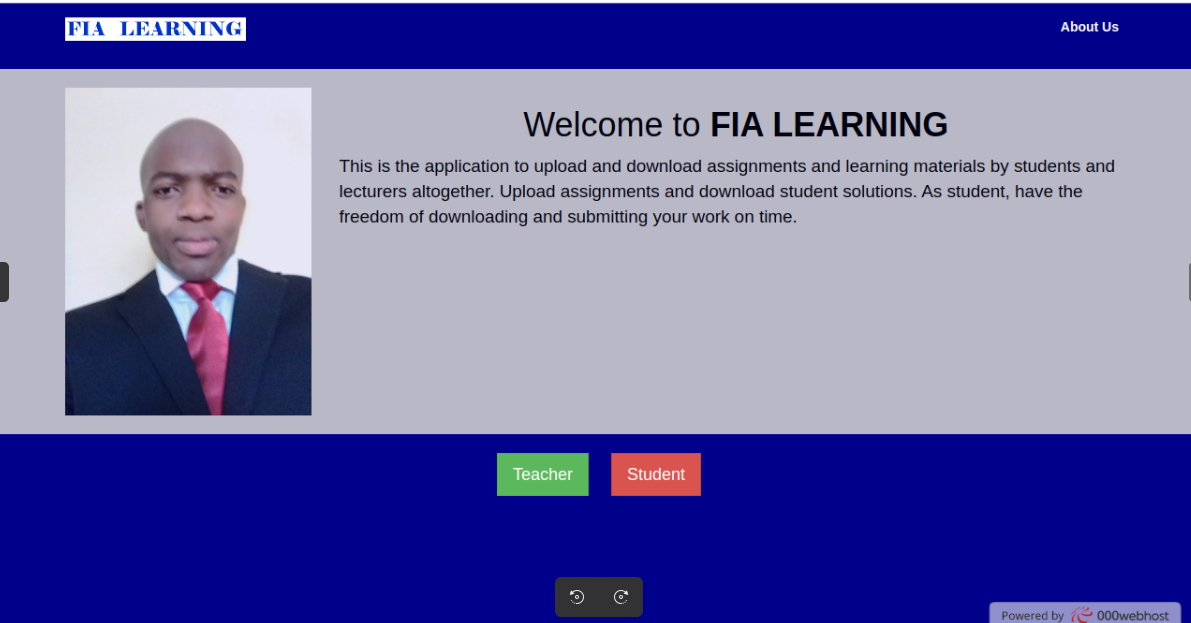 FIA LEARNING
About Us
Welcome to FIA LEARNING
This is the application to upload and download assignments and learning materials by students and
lecturers altogether. Upload assignments and download student solutions. As student, have the
freedom of downloading and submitting your work on time.
Teacher
Student
Powered by 000webhost